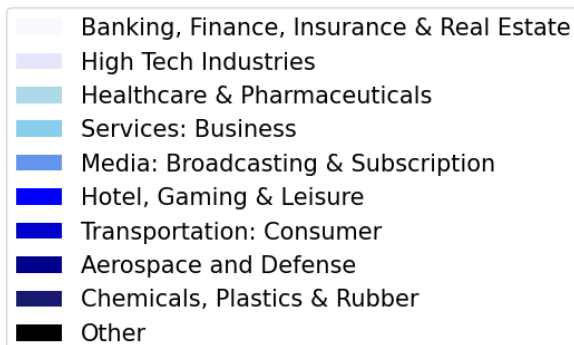 Banking, Finance, Insurance & Real Estate
High Tech Industries
Healthcare & Pharmaceuticals
Services: Business
Media: Broadcasting & Subscription
Hotel, Gaming & Leisure
Transportation: Consumer
Aerospace and Defense
Chemicals, Plastics & Rubber
Other